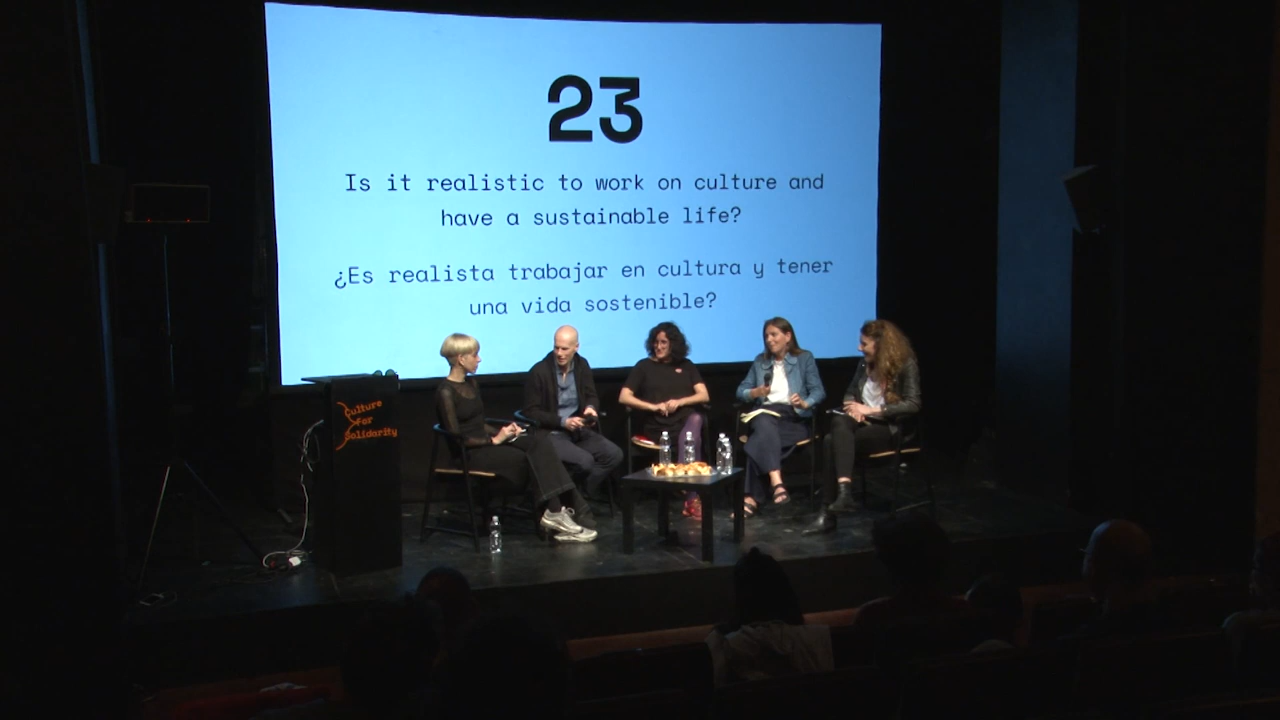 23
Is it realistic to work on culture and
have a sustainable life?
¿Es realista trabajar en cultura y tener
una vida sostenible?
Culture
for
Solidarity